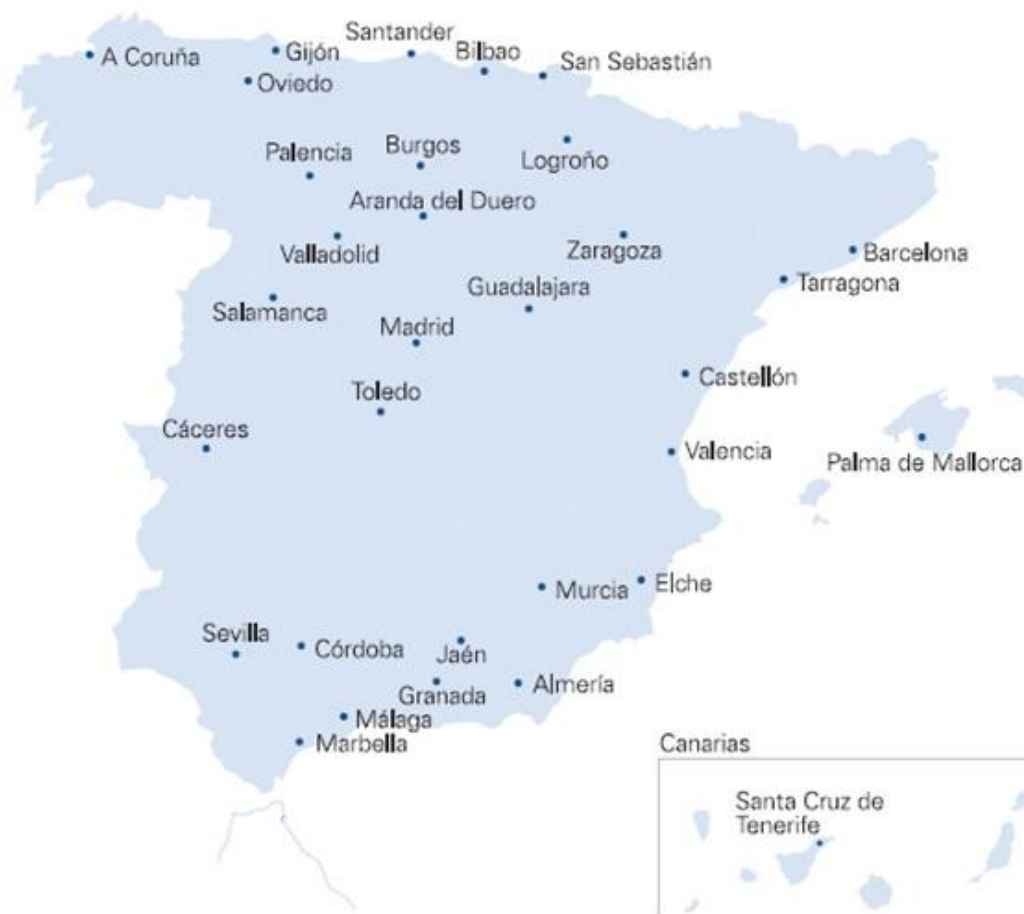 Santander
Bilbao
Gijón
A Coruña
San Sebastián
Oviedo
Burgos
Palencia
Logroño
Aranda del Duero
Zaragoza
Valladolid
Barcelona
Tarragona
Guadalajara
Salamanca
Madrid
Castellón
Toledo
Cáceres
Valencia
Palma de Mallorca
Elche
Murcia
Sevilla
Córdoba
Jaén
Almería
Granada
Málaga
Marbella
Canarias
Santa Cruz de
Tenerife